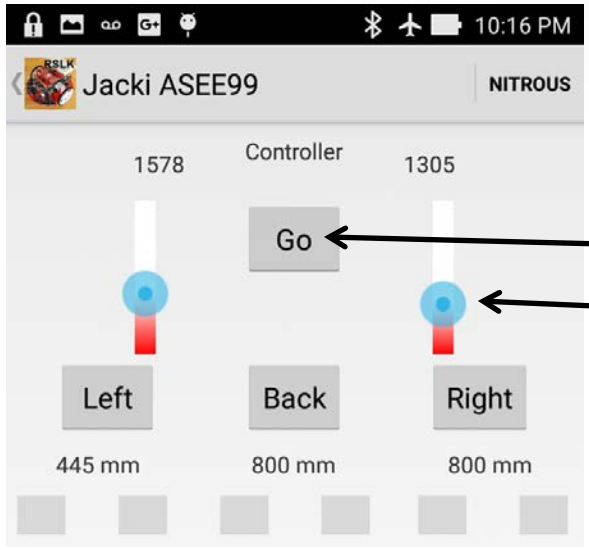 G+ 10:16 PM
RSLK
Jacki ASEE99 NITROUS
1578 Controller 1305
Go
Left Back Right
445 mm 800 mm 800 mm